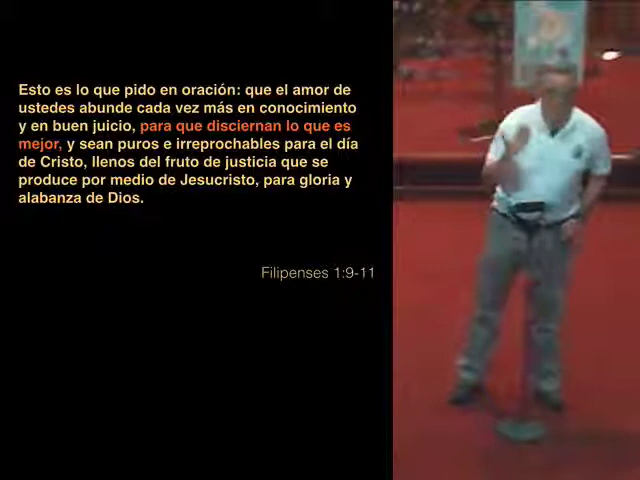 Esto es lo que pido en oración: que el amor de
ustedes abunde cada vez más en conocimiento
y en buen juicio, para que disciernan lo que es
mejor, y sean puros e irreprochables para el día
de Cristo, llenos del fruto de justicia que se
produce por medio de Jesucristo, para gloria y
alabanza de Dios.
Filipenses 1:9-11